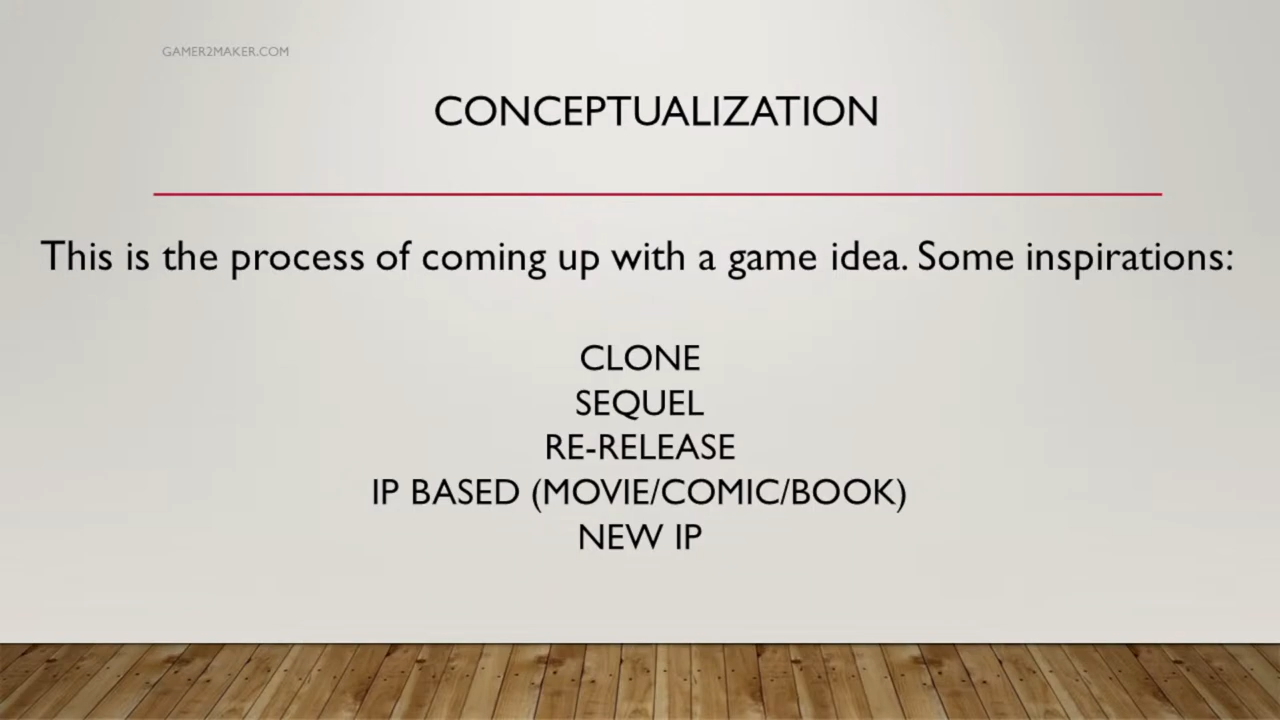 GAMER2MAKER.COM
CONCEPTUALIZATION
This is the process of coming up with a game idea. Some inspirations:
CLONE
SEQUEL
RE-RELEASE
IP BASED (MOVIE/COMIC/BOOK)
NEW IP